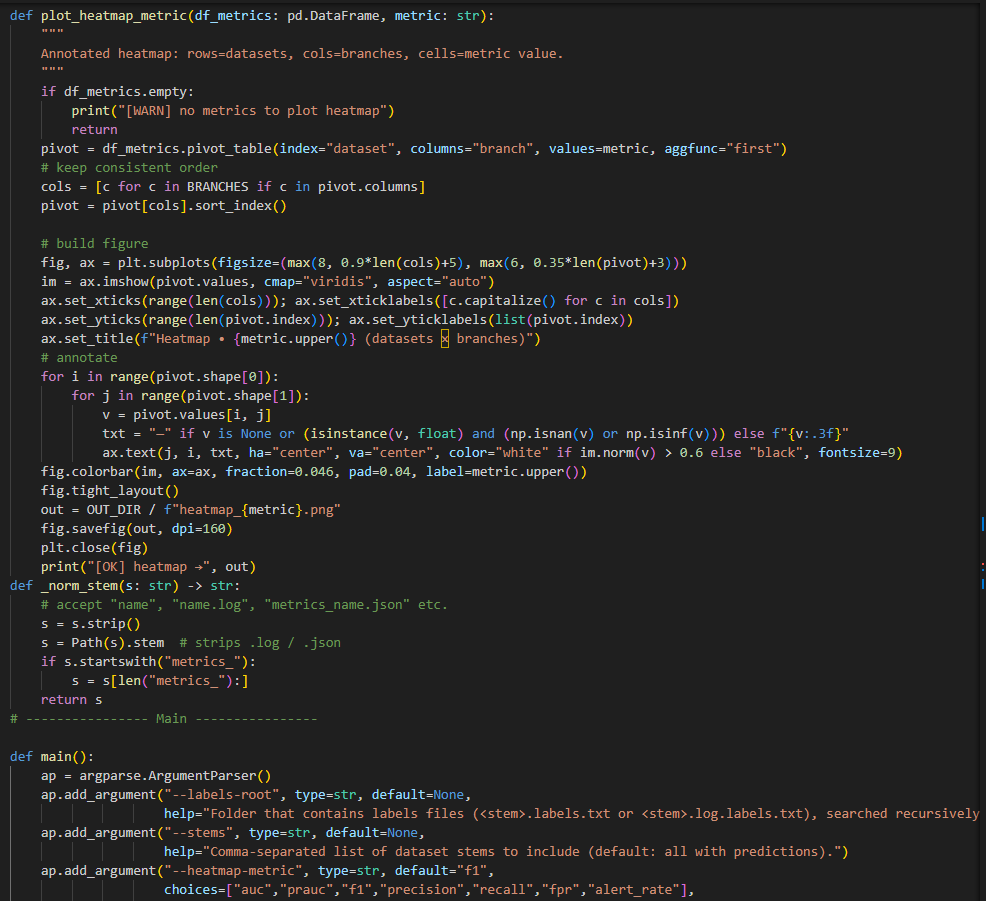 def plot_heatmap_metric(df_metrics: pd.DataFrame, metric: str):
    """
    Annotated heatmap: rows=datasets, cols=branches, cells=metric value.
    """
    if df_metrics.empty:
        print("[WARN] no metrics to plot heatmap")
        return
    pivot = df_metrics.pivot_table(index="dataset", columns="branch", values=metric, aggfunc="first")
    # keep consistent order
    cols = [c for c in BRANCHES if c in pivot.columns]
    pivot = pivot[cols].sort_index()

    # build figure
    fig, ax = plt.subplots(figsize=(max(8, 0.9*len(cols)+5), max(6, 0.35*len(pivot)+3)))
    im = ax.imshow(pivot.values, cmap="viridis", aspect="auto")
    ax.set_xticks(range(len(cols))); ax.set_xticklabels([c.capitalize() for c in cols])
    ax.set_yticks(range(len(pivot.index))); ax.set_yticklabels(list(pivot.index))
    ax.set_title(f"Heatmap • {metric.upper()} (datasets × branches)")
    # annotate
    for i in range(pivot.shape[0]):
        for j in range(pivot.shape[1]):
            v = pivot.values[i, j]
            txt = "—" if v is None or (isinstance(v, float) and (np.isnan(v) or np.isinf(v))) else f"{v:.3f}"
            ax.text(j, i, txt, ha="center", va="center", color="white" if im.norm(v) > 0.6 else "black", fontsize=9)
    fig.colorbar(im, ax=ax, fraction=0.046, pad=0.04, label=metric.upper())
    fig.tight_layout()
    out = OUT_DIR / f"heatmap_{metric}.png"
    fig.savefig(out, dpi=160)
    plt.close(fig)
    print("[OK] heatmap →", out)
def _norm_stem(s: str) -> str:
    # accept "name", "name.log", "metrics_name.json" etc.
    s = s.strip()
    s = Path(s).stem  # strips .log / .json
    if s.startswith("metrics_"):
        s = s[len("metrics_"):]
    return s
# ---------------- Main ----------------

def main():
    ap = argparse.ArgumentParser()
    ap.add_argument("--labels-root", type=str, default=None,
                    help="Folder that contains labels files (<stem>.labels.txt or <stem>.log.labels.txt), searched recursively
    ap.add_argument("--stems", type=str, default=None,
                    help="Comma-separated list of dataset stems to include (default: all with predictions).")
    ap.add_argument("--heatmap-metric", type=str, default="f1",
                    choices=["auc","prauc","f1","precision","recall","fpr","alert_rate"],